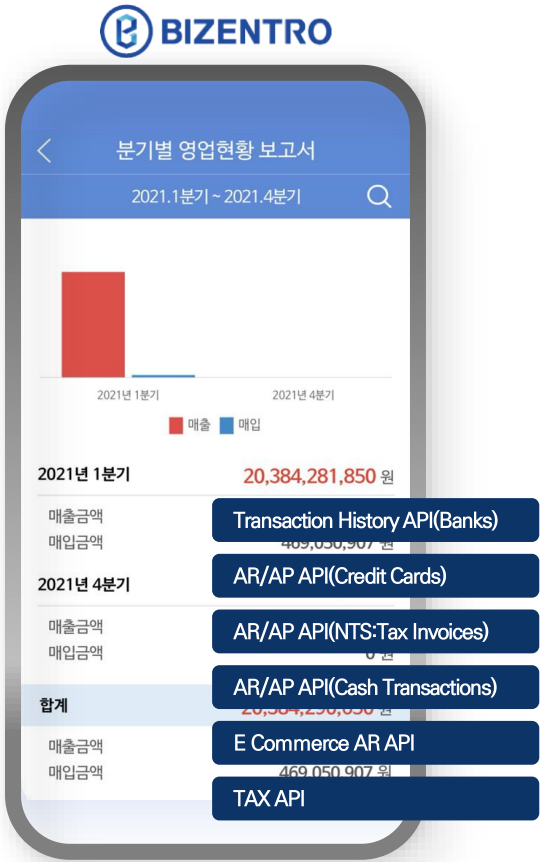 BIZENTRO
분기별 영업현황 보고서
2021.1분기 ~ 2021.4분기
2021년 1분기 2021년 4분기
매출 매입
2021년 1분기 20,384,281,850 원
매출금액
Transaction History API(Banks)
매입금액 469,050,907 원
AR/AP API(Credit Cards)
2021년 4분기
매출금액
AR/AP API(NTS:Tax Invoices)
매입금액 0 원
AR/AP API(Cash Transactions)
합계 원
매출금액
E Commerce AR API
매입금액 469,050,907 원
TAX API